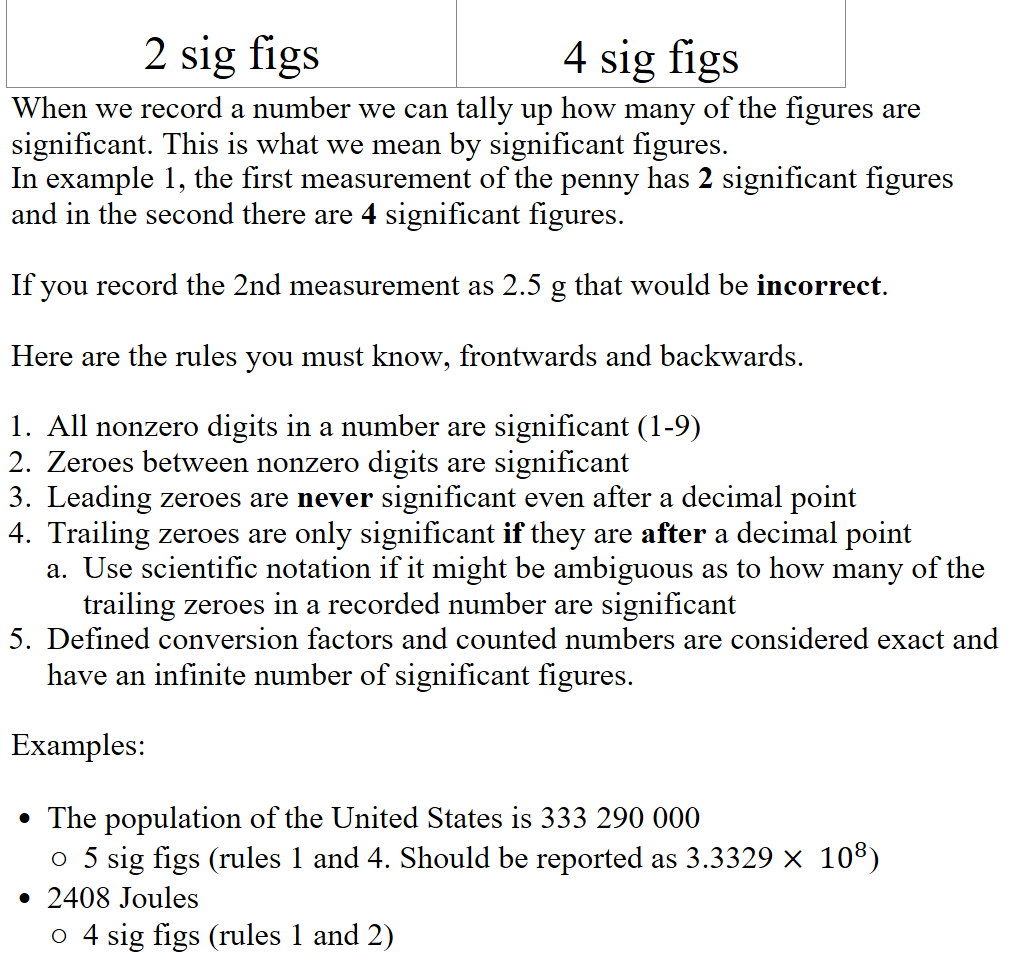 2 sig figs 4 sig figs
When we record a number we can tally up how many of the figures are
significant. This is what we mean by significant figures.
In example 1, the first measurement of the penny has 2 significant figures
and in the second there are 4 significant figures.
If you record the 2nd measurement as 2.5 g that would be incorrect.
Here are the rules you must know, frontwards and backwards.
1. All nonzero digits in a number are significant (1-9)
2. Zeroes between nonzero digits are significant
3. Leading zeroes are never significant even after a decimal point
4. Trailing zeroes are only significant if they are after a decimal point
a. Use scientific notation if it might be ambiguous as to how many of the
trailing zeroes in a recorded number are significant
5. Defined conversion factors and counted numbers are considered exact and
have an infinite number of significant figures.
Examples:
• The population of the United States is 333 290 000
○ 5 sig figs (rules 1 and 4. Should be reported as 3.3329 × 10⁸)
• 2408 Joules
○ 4 sig figs (rules 1 and 2)